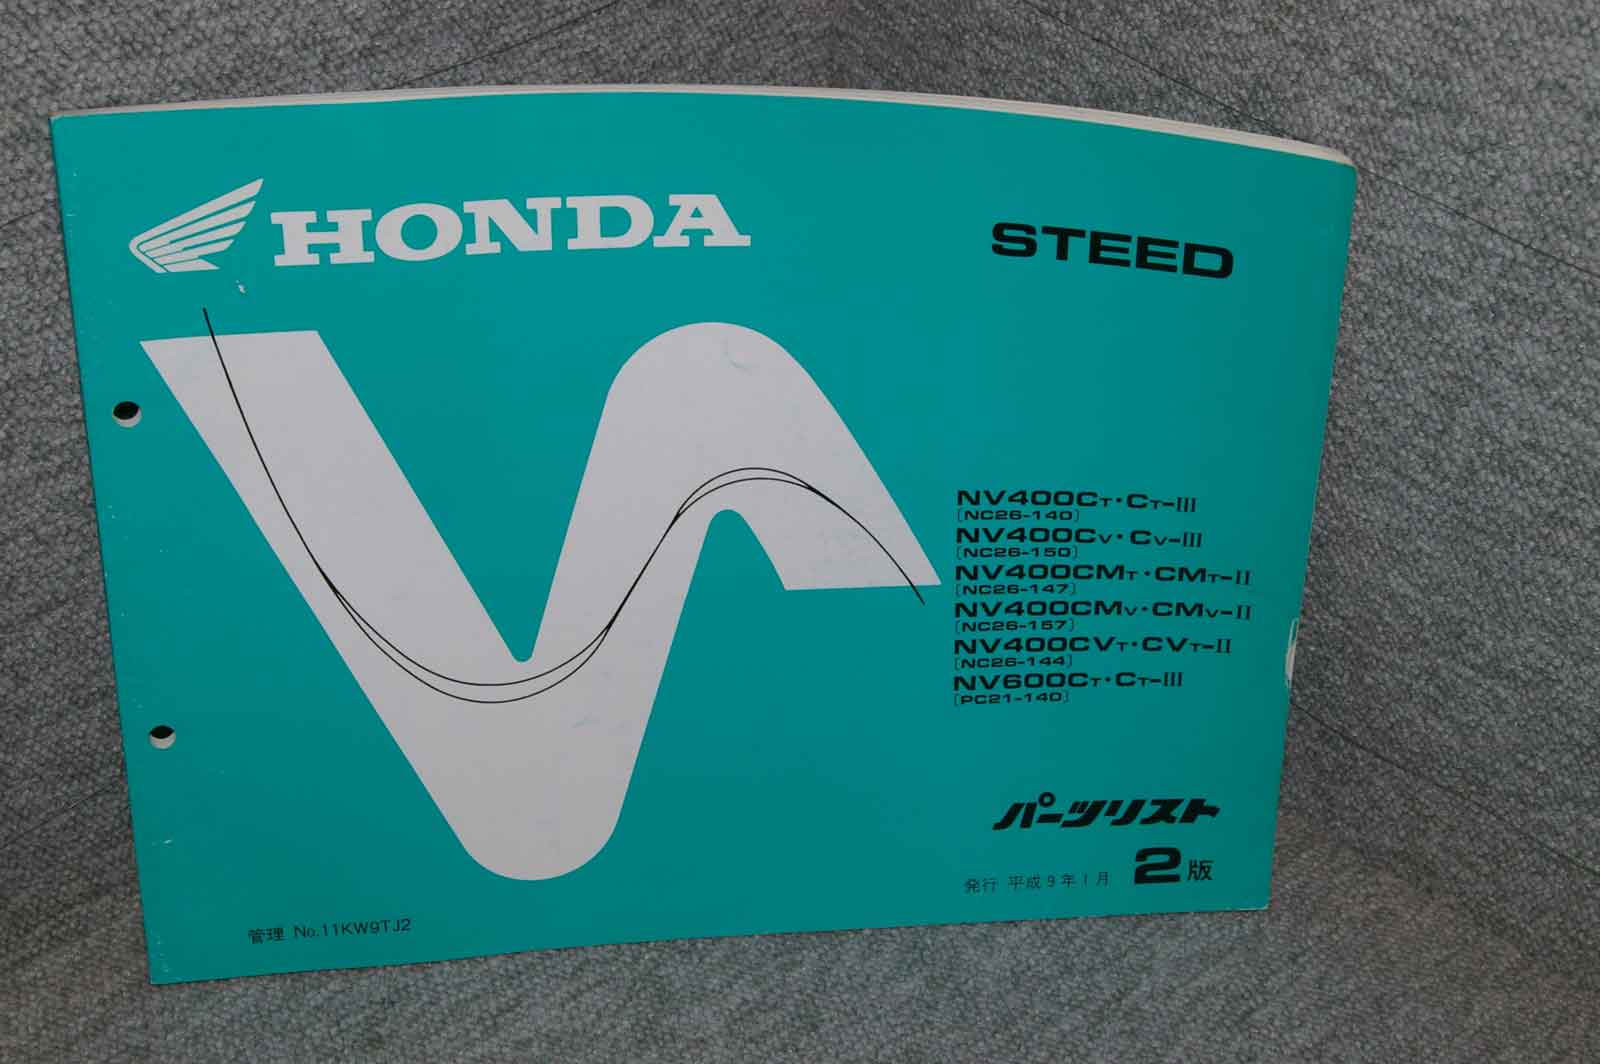 HONDA
STEED
NV400CT・CT-III
[NC26-140]
NV400CV・CV-III
[NC26-150]
NV400CMT・CMT-II
[NC26-147]
NV400CMV・CMV-II
[NC26-157]
NV400CVT・CVT-II
[NC26-144]
NV600CT・CT-III
[PC21-140]
パーツリスト
発行 平成9年1月 2版
管理 No.11KW9TJ2